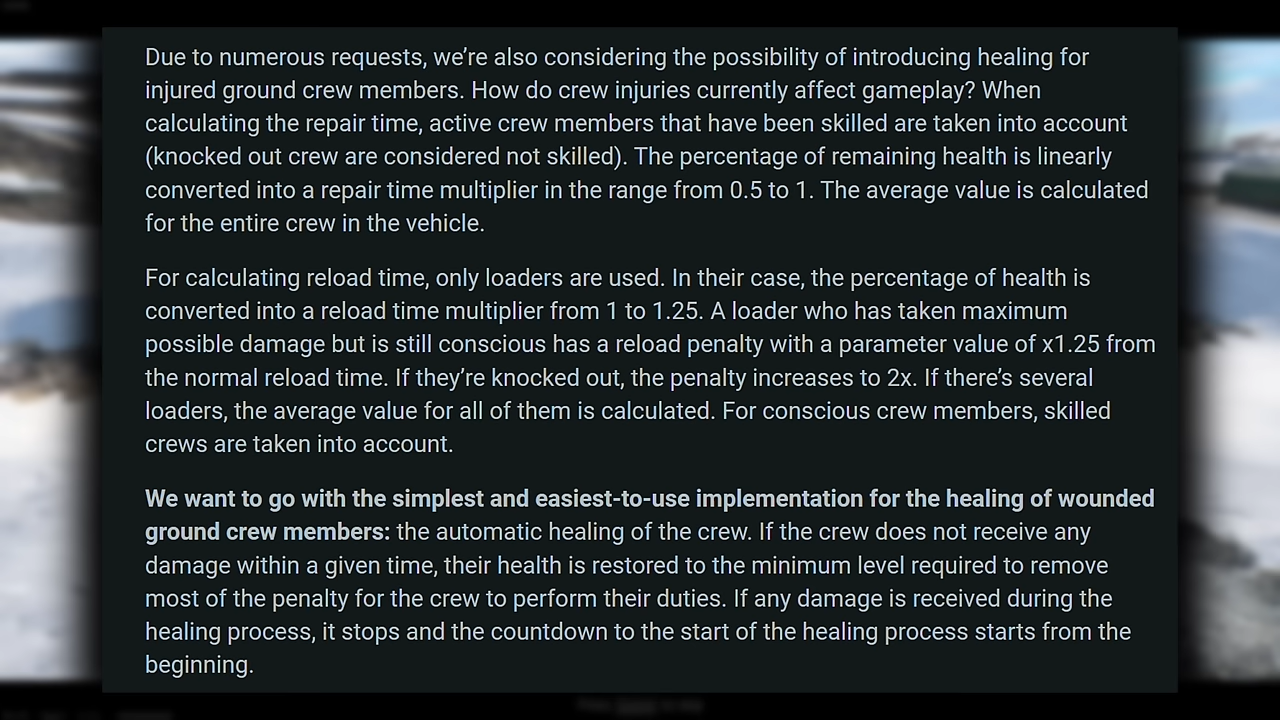 Due to numerous requests, we’re also considering the possibility of introducing healing for
injured ground crew members. How do crew injuries currently affect gameplay? When
calculating the repair time, active crew members that have been skilled are taken into account
(knocked out crew are considered not skilled). The percentage of remaining health is linearly
converted into a repair time multiplier in the range from 0.5 to 1. The average value is calculated
for the entire crew in the vehicle.
For calculating reload time, only loaders are used. In their case, the percentage of health is
converted into a reload time multiplier from 1 to 1.25. A loader who has taken maximum
possible damage but is still conscious has a reload penalty with a parameter value of x1.25 from
the normal reload time. If they’re knocked out, the penalty increases to 2x. If there’s several
loaders, the average value for all of them is calculated. For conscious crew members, skilled
crews are taken into account.
We want to go with the simplest and easiest-to-use implementation for the healing of wounded
ground crew members: the automatic healing of the crew. If the crew does not receive any
damage within a given time, their health is restored to the minimum level required to remove
most of the penalty for the crew to perform their duties. If any damage is received during the
healing process, it stops and the countdown to the start of the healing process starts from the
beginning.